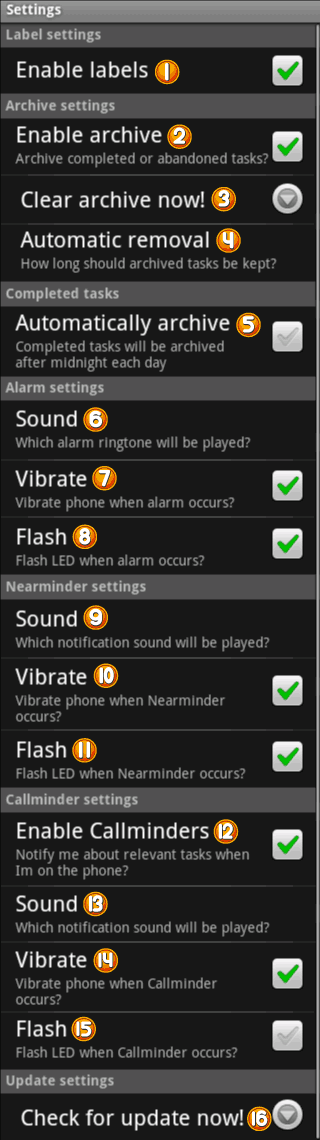 Settings
Label settings
Enable labels 1
Archive settings
Enable archive 2
Archive completed or abandoned tasks?
Clear archive now! 3
Automatic removal 4
How long should archived tasks be kept?
Completed tasks
Automatically archive 5
Completed tasks will be archived
after midnight each day
Alarm settings
Sound 6
Which alarm ringtone will be played?
Vibrate 7
Vibrate phone when alarm occurs?
Flash 8
Flash LED when alarm occurs?
Nearminder settings
Sound 9
Which notification sound will be played?
Vibrate 10
Vibrate phone when Nearminder
occurs?
Flash 11
Flash LED when Nearminder occurs?
Callminder settings
Enable Callminders 12
Notify me about relevant tasks when
Im on the phone?
Sound 13
Which notification sound will be played?
Vibrate 14
Vibrate phone when Callminder
occurs?
Flash 15
Flash LED when Callminder occurs?
Update settings
Check for update now! 16